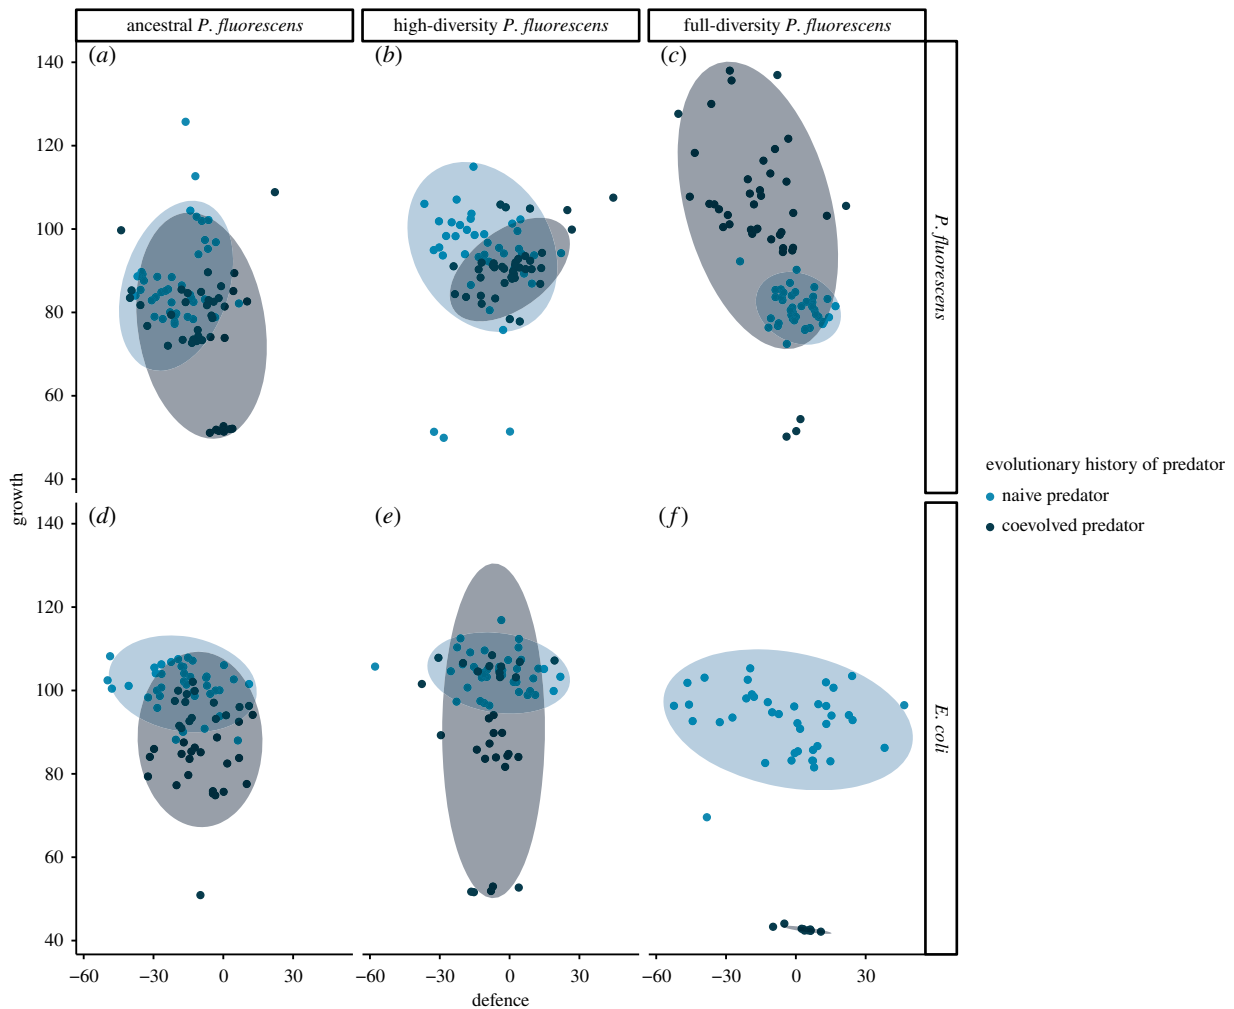 ancestral P. fluorescens
high-diversity P. fluorescens
full-diversity P. fluorescens
(a)
(b)
(c)
140
120
100
80
60
40
P. fluorescens
growth
evolutionary history of predator
naive predator
coevolved predator
(d)
(e)
(f)
140
120
100
80
60
40
E. coli
−60 −30 0 30
−60 −30 0 30
−60 −30 0 30
defence